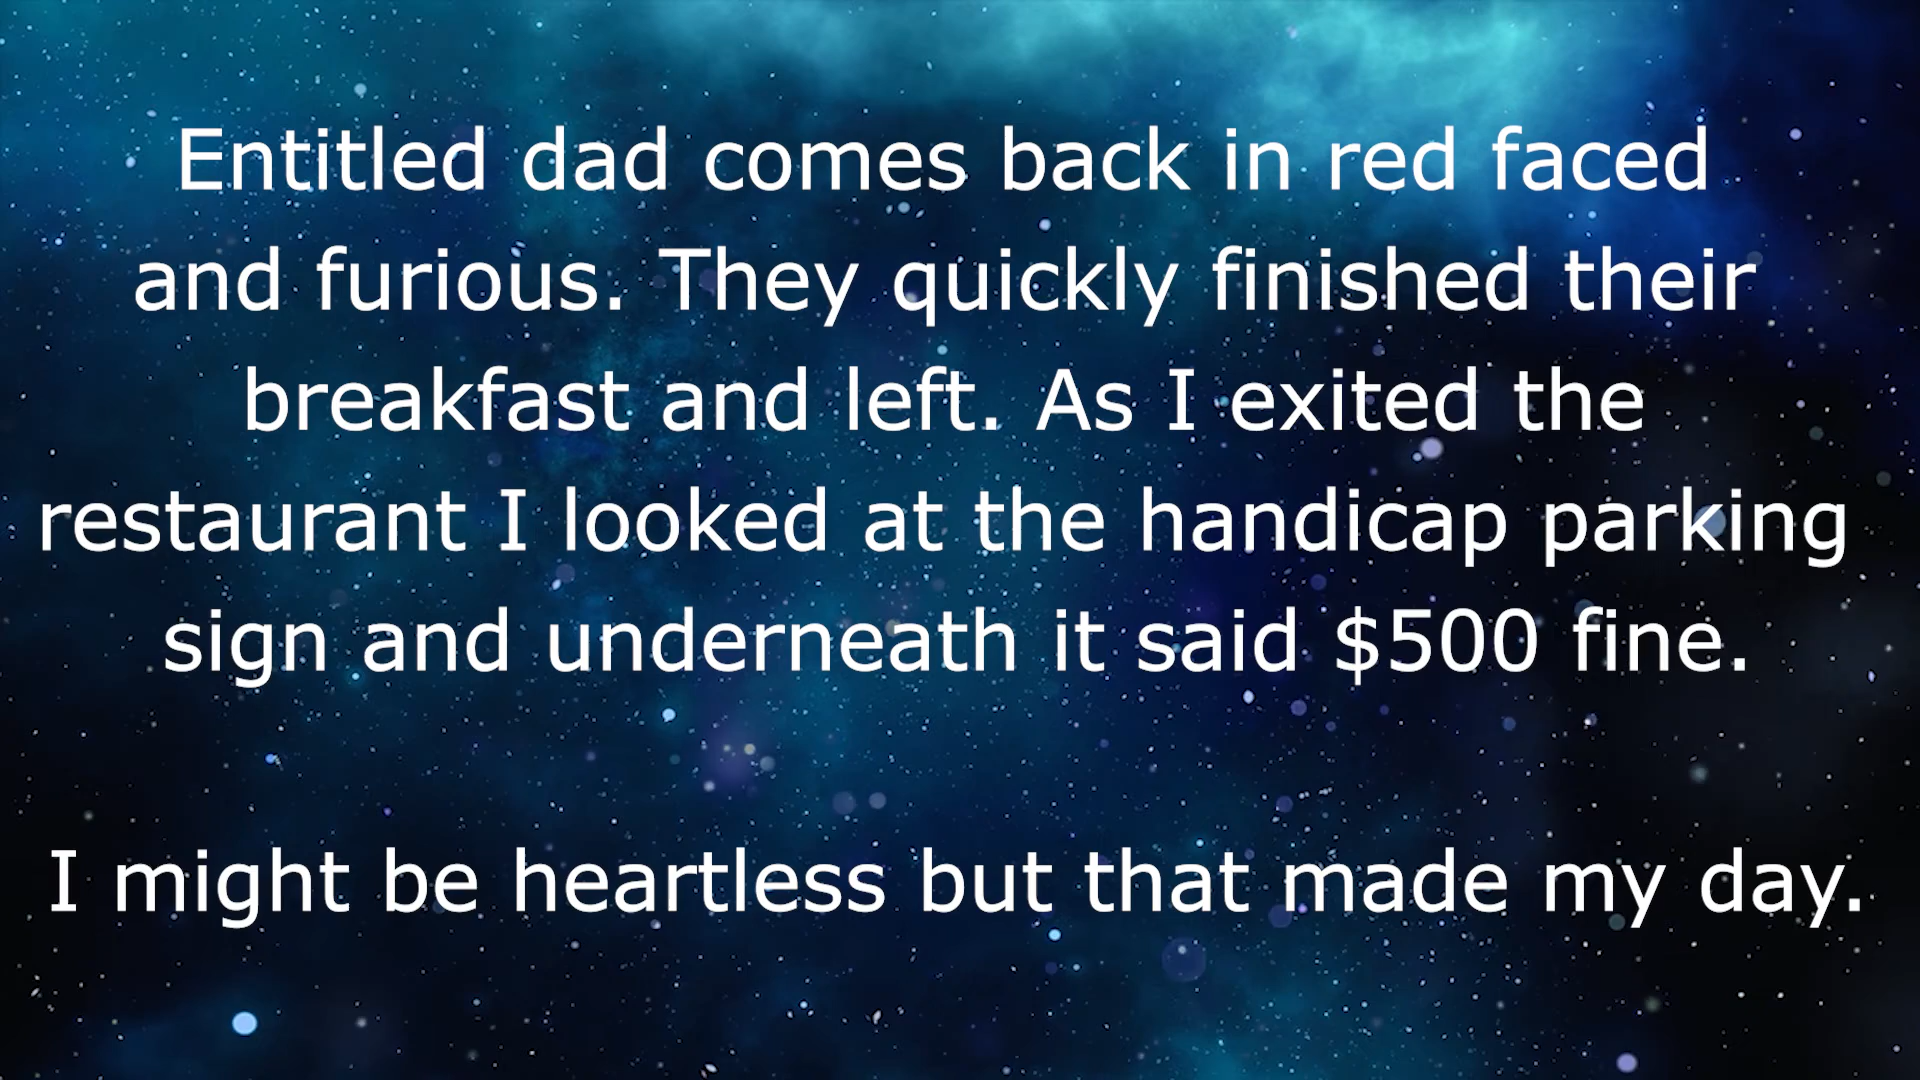 Entitled dad comes back in red faced
and furious. They quickly finished their
breakfast and left. As I exited the
restaurant I looked at the handicap parking
sign and underneath it said $500 fine.
I might be heartless but that made my day.